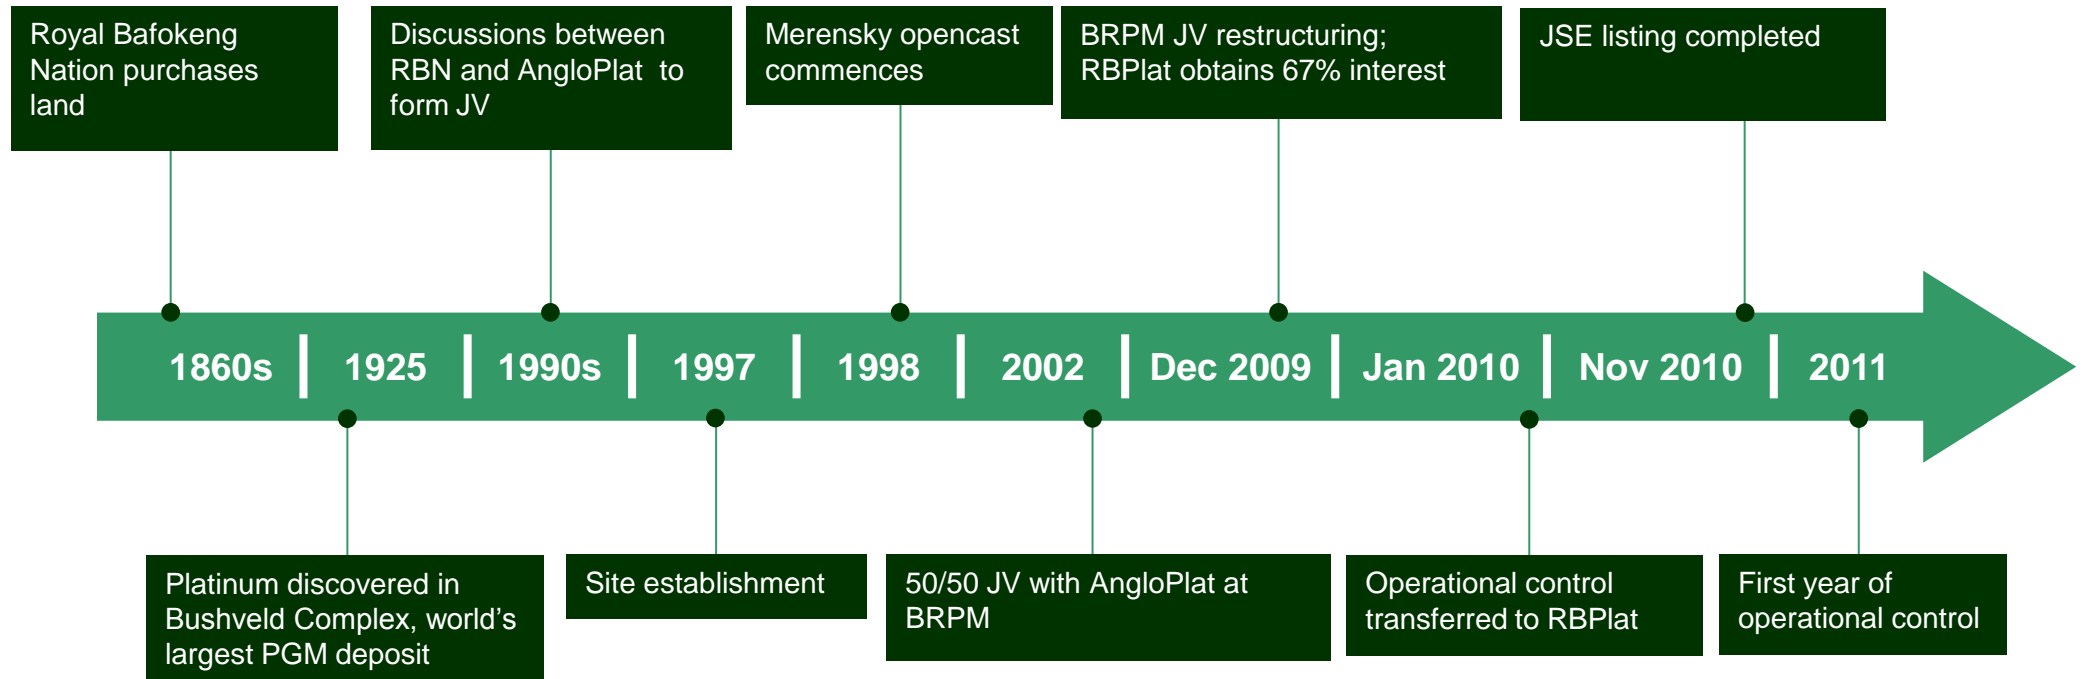 Royal Bafokeng
Nation purchases
land
Discussions between
RBN and AngloPlat to
form JV
Merensky opencast
commences
BRPM JV restructuring;
RBPlat obtains 67% interest
JSE listing completed
1860s
1925
1990s
1997
1998
2002
Dec 2009
Jan 2010
Nov 2010
2011
Platinum discovered in
Bushveld Complex, world’s
largest PGM deposit
Site establishment
50/50 JV with AngloPlat at
BRPM
Operational control
transferred to RBPlat
First year of
operational control